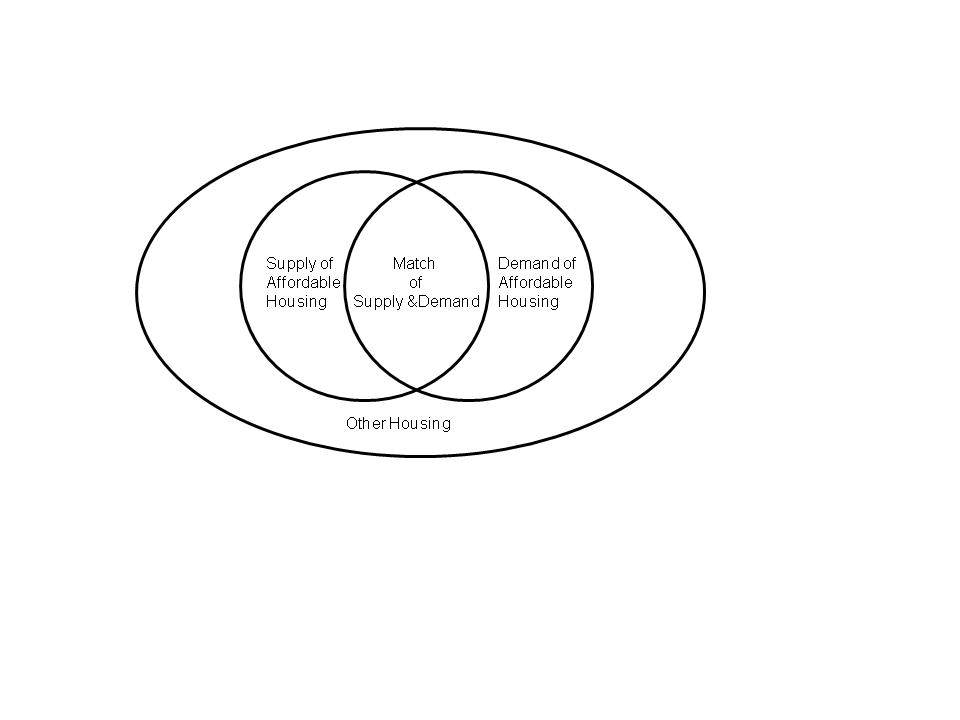 Supply of
Affordable
Housing
Match
of
Supply &Demand
Demand of
Affordable
Housing
Other Housing